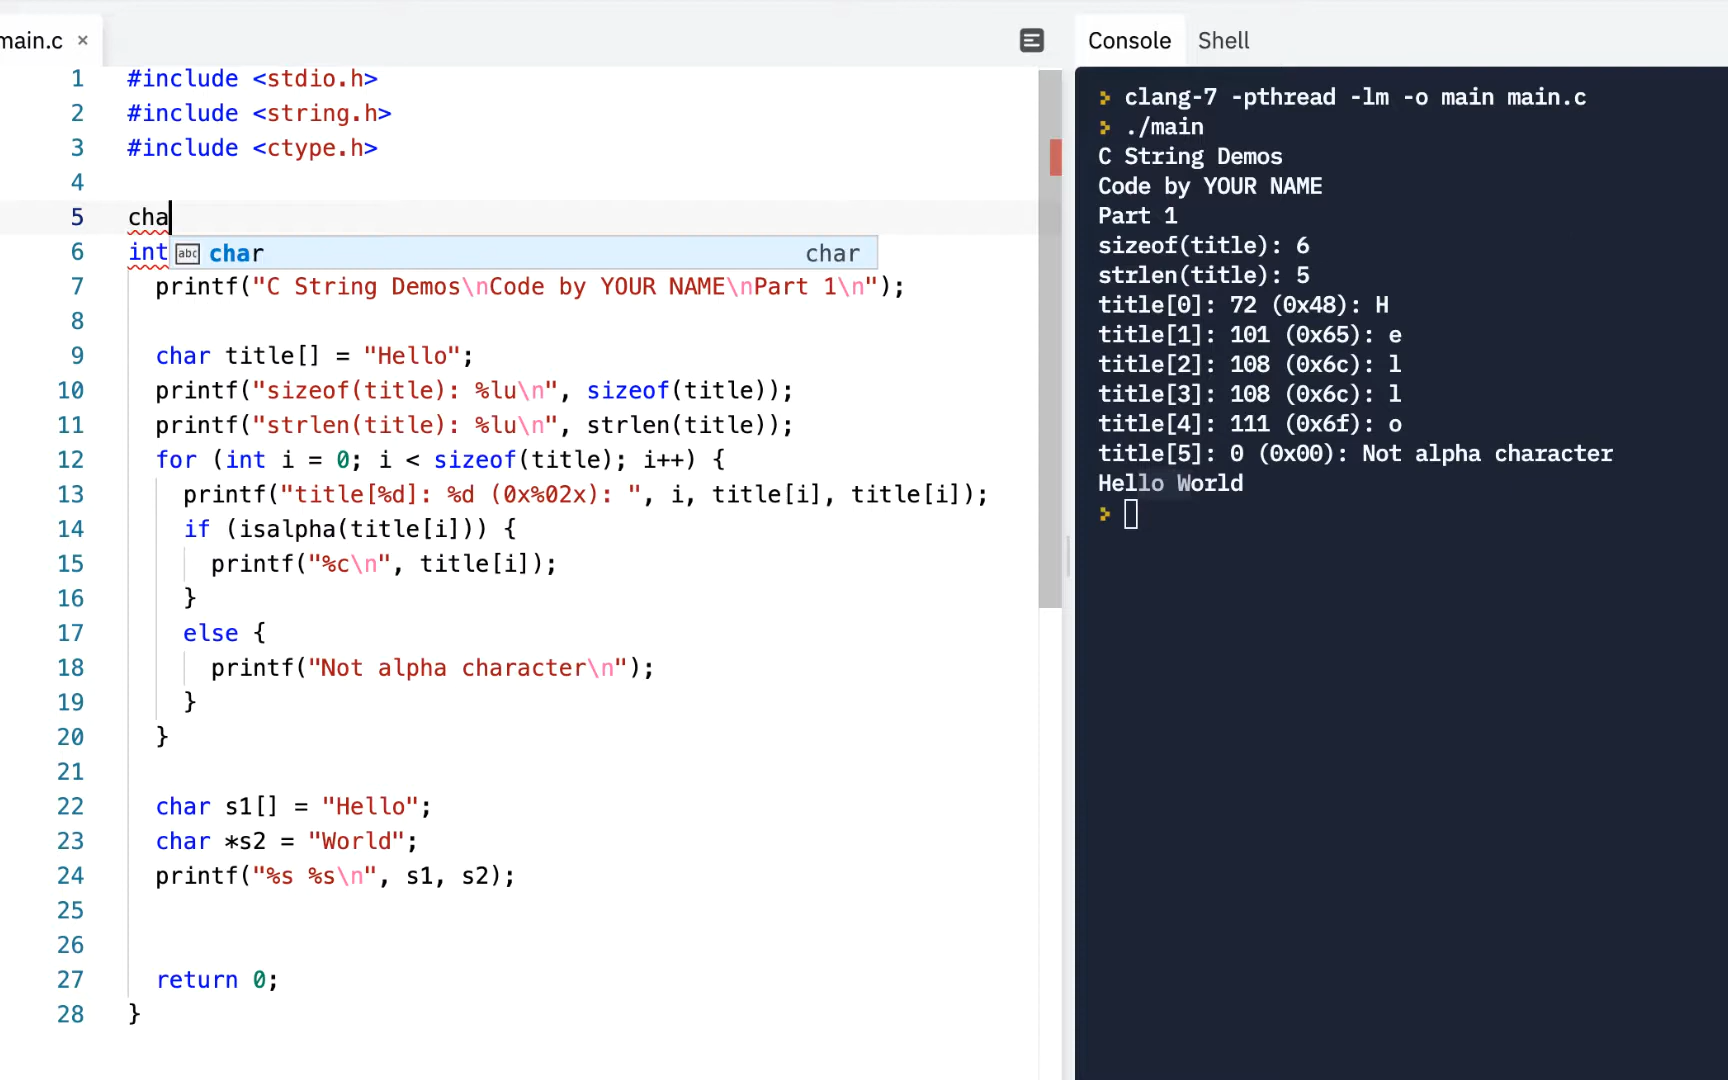 main.c ×
1 #include <stdio.h>
2 #include <string.h>
3 #include <ctype.h>
4
5 cha
6 int
abc char char
7 printf("C String Demos\nCode by YOUR NAME\nPart 1\n");
8
9 char title[] = "Hello";
10 printf("sizeof(title): %lu\n", sizeof(title));
11 printf("strlen(title): %lu\n", strlen(title));
12 for (int i = 0; i < sizeof(title); i++) {
13 printf("title[%d]: %d (0x%02x): ", i, title[i], title[i]);
14 if (isalpha(title[i])) {
15 printf("%c\n", title[i]);
16 }
17 else {
18 printf("Not alpha character\n");
19 }
20 }
21
22 char s1[] = "Hello";
23 char *s2 = "World";
24 printf("%s %s\n", s1, s2);
25
26
27 return 0;
28 }
Console Shell
> clang-7 -pthread -lm -o main main.c
> ./main
C String Demos
Code by YOUR NAME
Part 1
sizeof(title): 6
strlen(title): 5
title[0]: 72 (0x48): H
title[1]: 101 (0x65): e
title[2]: 108 (0x6c): l
title[3]: 108 (0x6c): l
title[4]: 111 (0x6f): o
title[5]: 0 (0x00): Not alpha character
Hello World
>